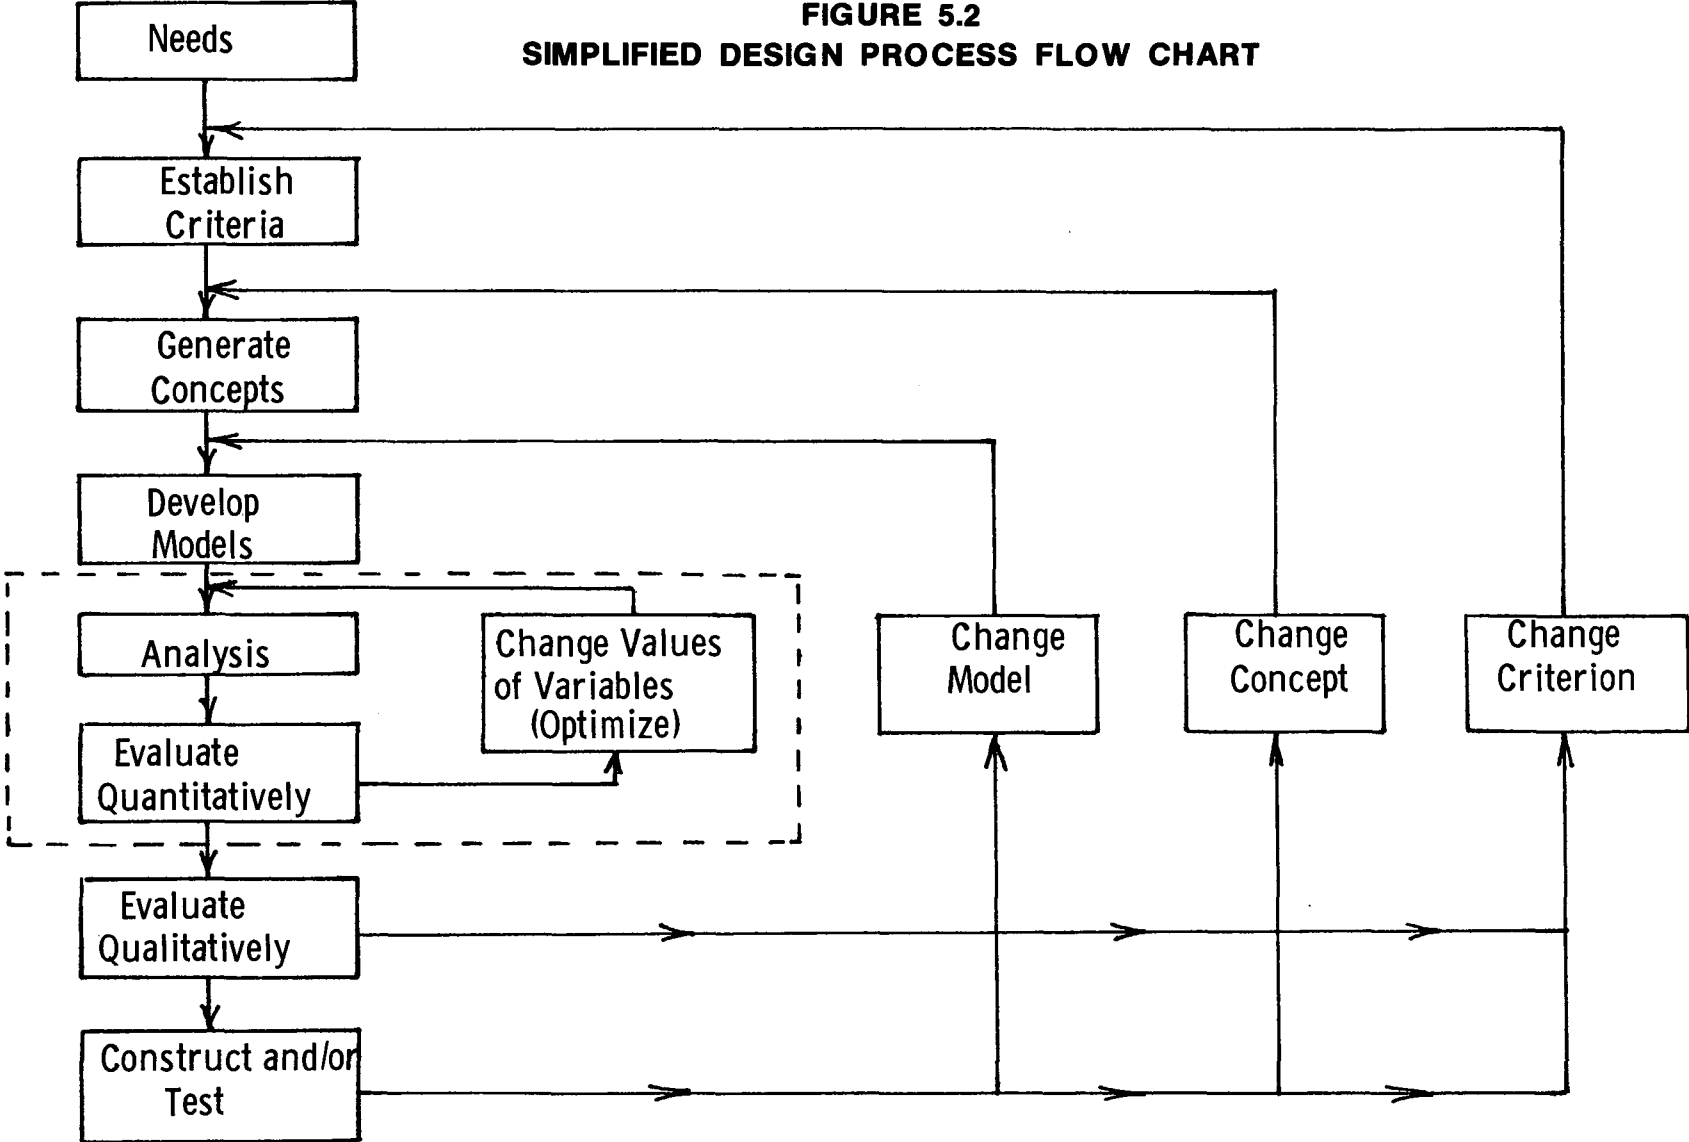 FIGURE 5.2
SIMPLIFIED DESIGN PROCESS FLOW CHART
Needs
Establish
Criteria
Generate
Concepts
Develop
Models
Analysis
Change Values
of Variables
(Optimize)
Change
Model
Change
Concept
Change
Criterion
Evaluate
Quantitatively
Evaluate
Qualitatively
Construct and/or
Test